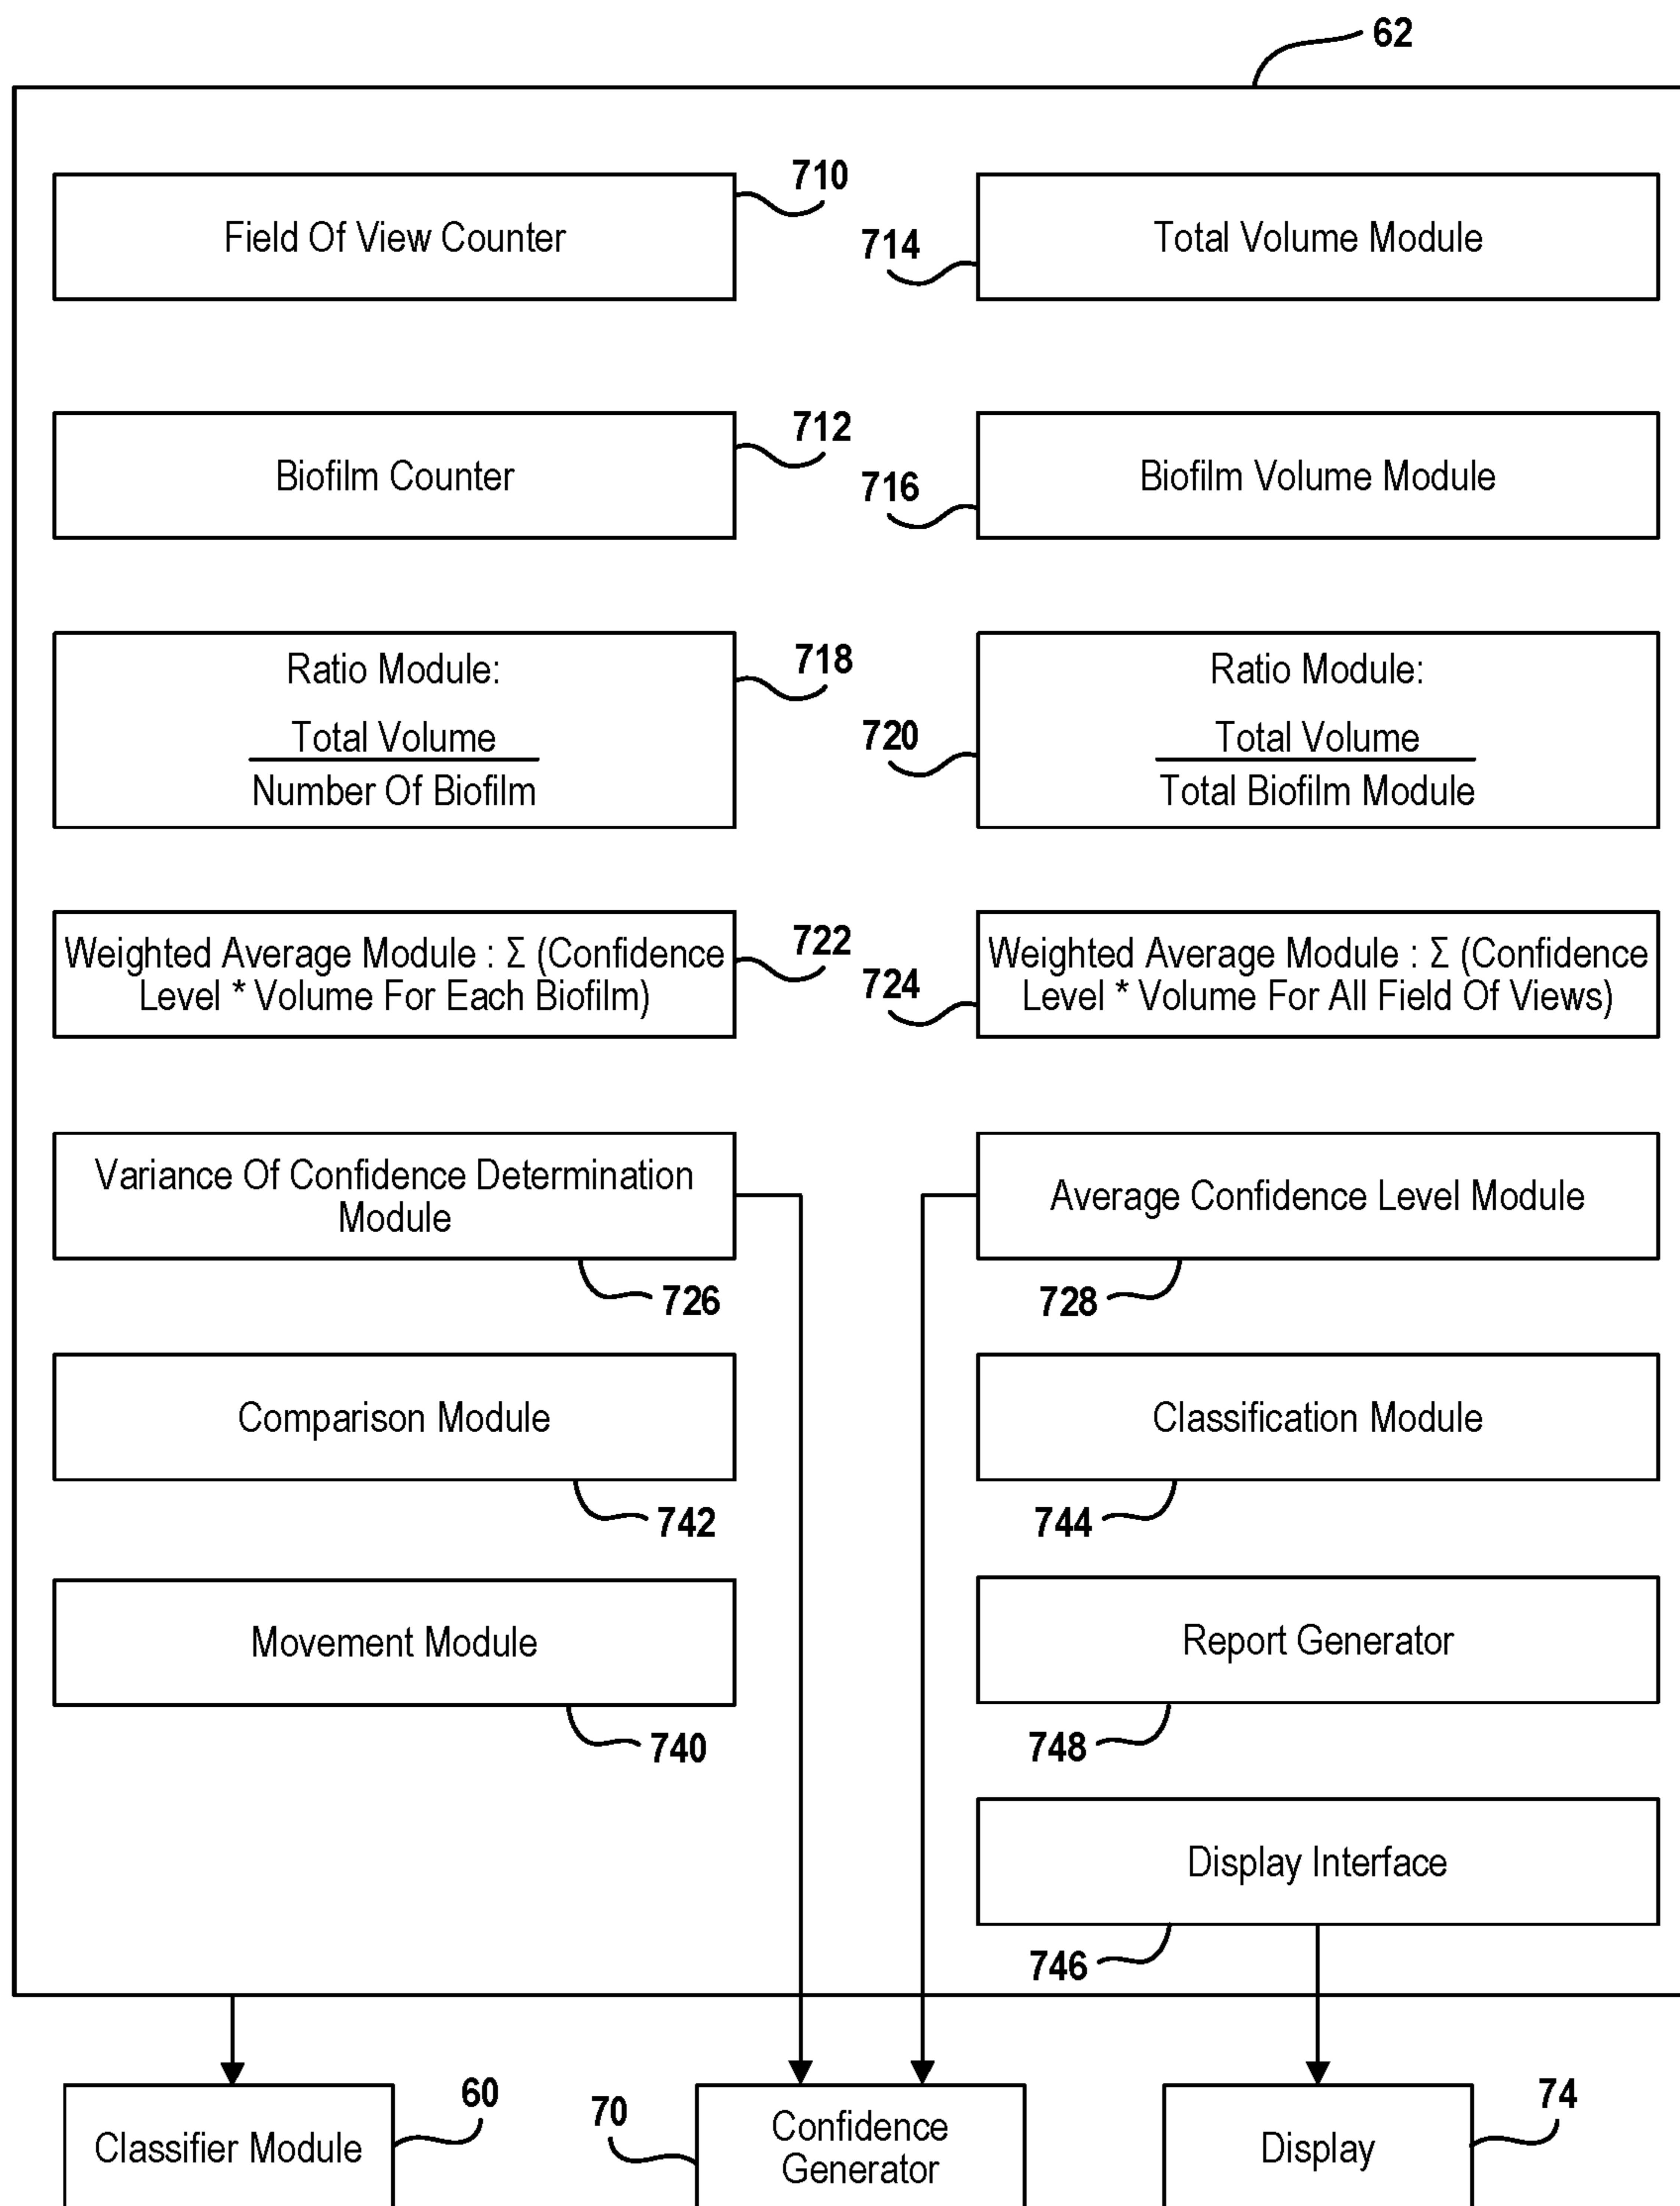 62
710
Field Of View Counter
714
Total Volume Module
712
Biofilm Counter
716
Biofilm Volume Module
718
Ratio Module:
Total Volume
Number Of Biofilm
720
Ratio Module:
Total Volume
Total Biofilm Module
722
Weighted Average Module : Σ (Confidence
Level * Volume For Each Biofilm)
724
Weighted Average Module : Σ (Confidence
Level * Volume For All Field Of Views)
Variance Of Confidence Determination
Module
726
Average Confidence Level Module
728
Comparison Module
742
Classification Module
744
Movement Module
740
Report Generator
748
Display Interface
746
60
Classifier Module
70
Confidence
Generator
74
Display